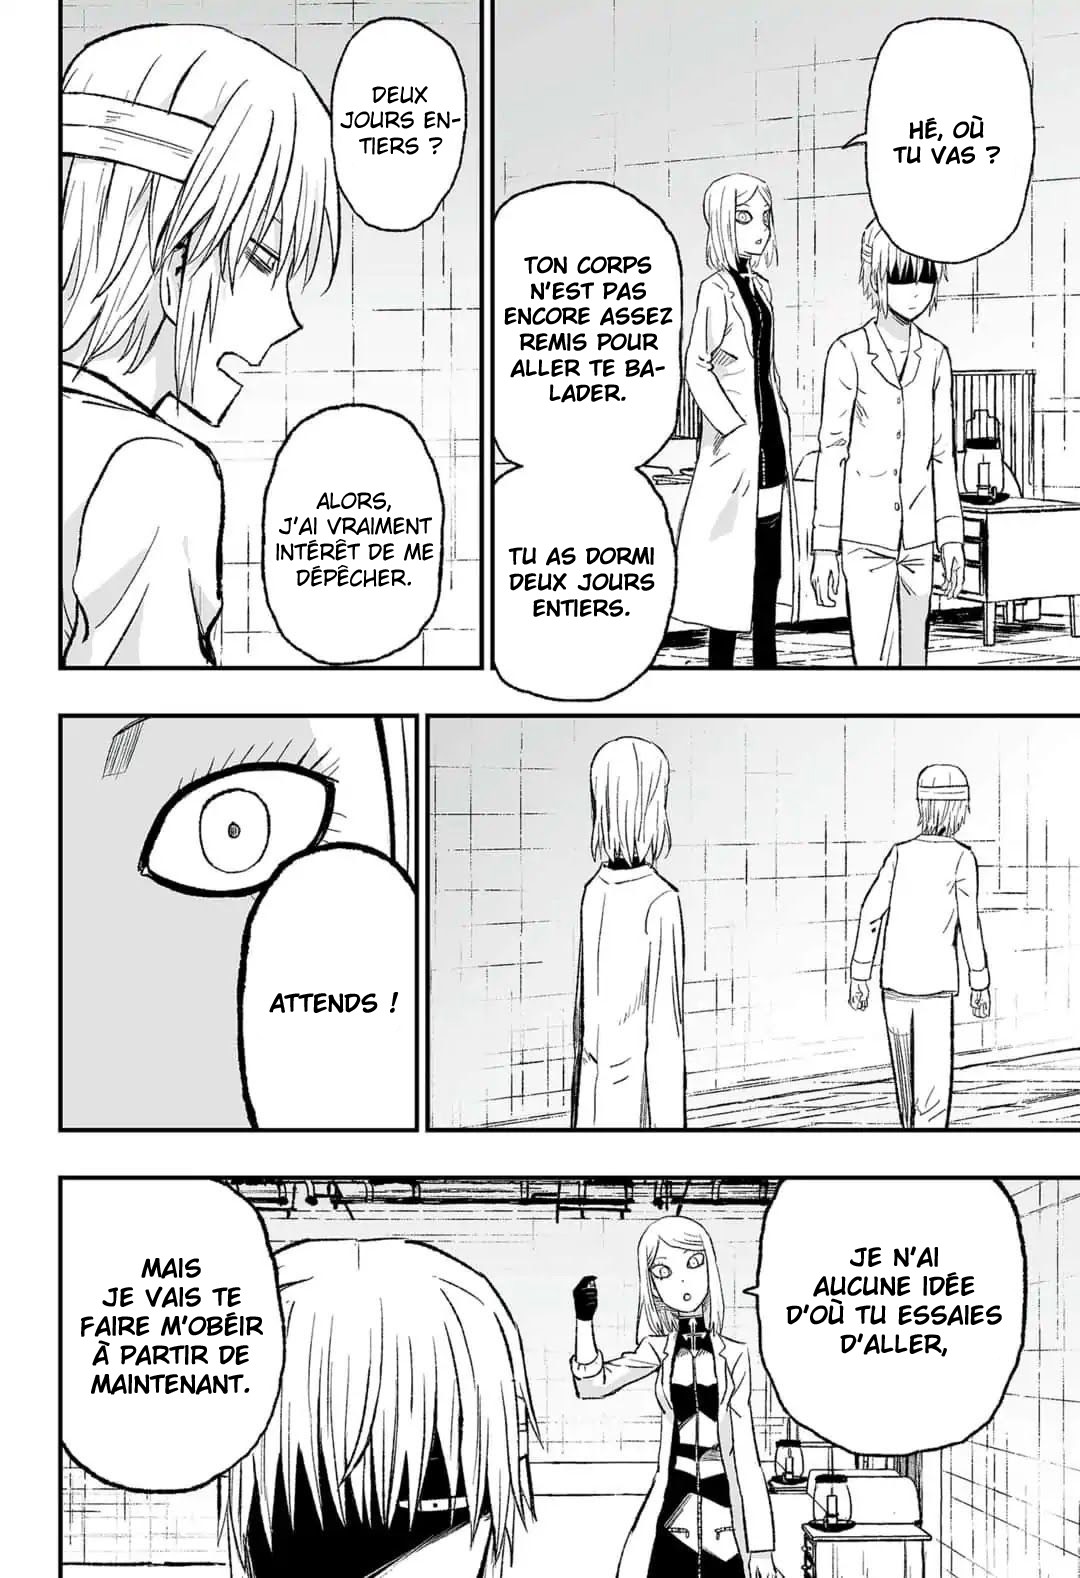 HÉ, OÙ
TU VAS ?
TON CORPS
N'EST PAS
ENCORE ASSEZ
REMIS POUR
ALLER TE BA-
LADER.
TU AS DORMI
DEUX JOURS
ENTIERS.
DEUX
JOURS EN-
TIERS ?
ALORS,
J'AI VRAIMENT
INTÉRÊT DE ME
DÉPÊCHER.
ATTENDS !
JE N'AI
AUCUNE IDÉE
D'OÙ TU ESSAIES
D'ALLER,
MAIS
JE VAIS TE
FAIRE M'OBÉIR
À PARTIR DE
MAINTENANT.